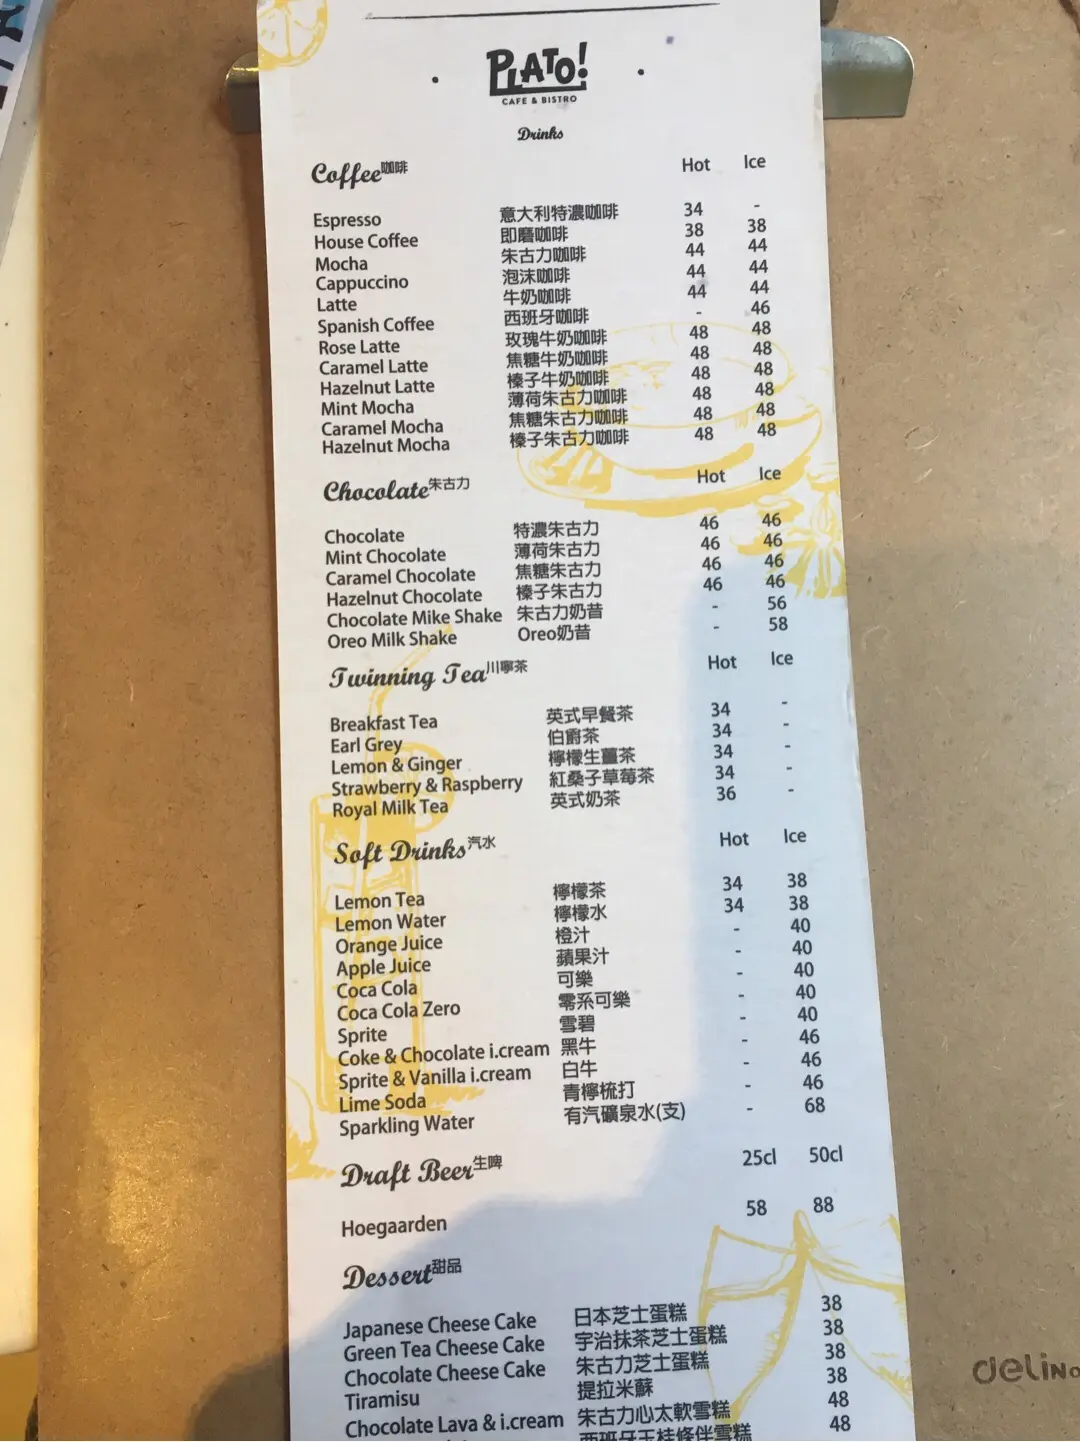 PLATO!
CAFE & BISTRO
Drinks
Coffee咖啡 Hot Ice
Espresso 意大利特濃咖啡 34 -
House Coffee 即磨咖啡 38 38
Mocha 朱古力咖啡 44 44
Cappuccino 泡沫咖啡 44 44
Latte 牛奶咖啡 44 44
Spanish Coffee 西班牙咖啡 - 46
Rose Latte 玫瑰牛奶咖啡 48 48
Caramel Latte 焦糖牛奶咖啡 48 48
Hazelnut Latte 榛子牛奶咖啡 48 48
Mint Mocha 薄荷朱古力咖啡 48 48
Caramel Mocha 焦糖朱古力咖啡 48 48
Hazelnut Mocha 榛子朱古力咖啡 48 48
Chocolate朱古力 Hot Ice
Chocolate 特濃朱古力 46 46
Mint Chocolate 薄荷朱古力 46 46
Caramel Chocolate 焦糖朱古力 46 46
Hazelnut Chocolate 榛子朱古力 46 46
Chocolate Mike Shake 朱古力奶昔 - 56
Oreo Milk Shake Oreo奶昔 - 58
Twinning Tea川寧茶 Hot Ice
Breakfast Tea 英式早餐茶 34 -
Earl Grey 伯爵茶 34 -
Lemon & Ginger 檸檬生薑茶 34 -
Strawberry & Raspberry 紅桑子草莓茶 34 -
Royal Milk Tea 英式奶茶 36 -
Soft Drinks汽水 Hot Ice
Lemon Tea 檸檬茶 34 38
Lemon Water 檸檬水 34 38
Orange Juice 橙汁 - 40
Apple Juice 蘋果汁 - 40
Coca Cola 可樂 - 40
Coca Cola Zero 零系可樂 - 40
Sprite 雪碧 - 40
Coke & Chocolate i.cream 黑牛 - 46
Sprite & Vanilla i.cream 白牛 - 46
Lime Soda 青檸梳打 - 46
Sparkling Water 有汽礦泉水(支) - 68
Draft Beer生啤 25cl 50cl
Hoegaarden 58 88
Dessert甜品
Japanese Cheese Cake 日本芝士蛋糕 38
Green Tea Cheese Cake 宇治抹茶芝士蛋糕 38
Chocolate Cheese Cake 朱古力芝士蛋糕 38
Tiramisu 提拉米蘇 38
Chocolate Lava & i.cream 朱古力心太軟雪糕 48
西班牙玉桂條伴雪糕 48
deli